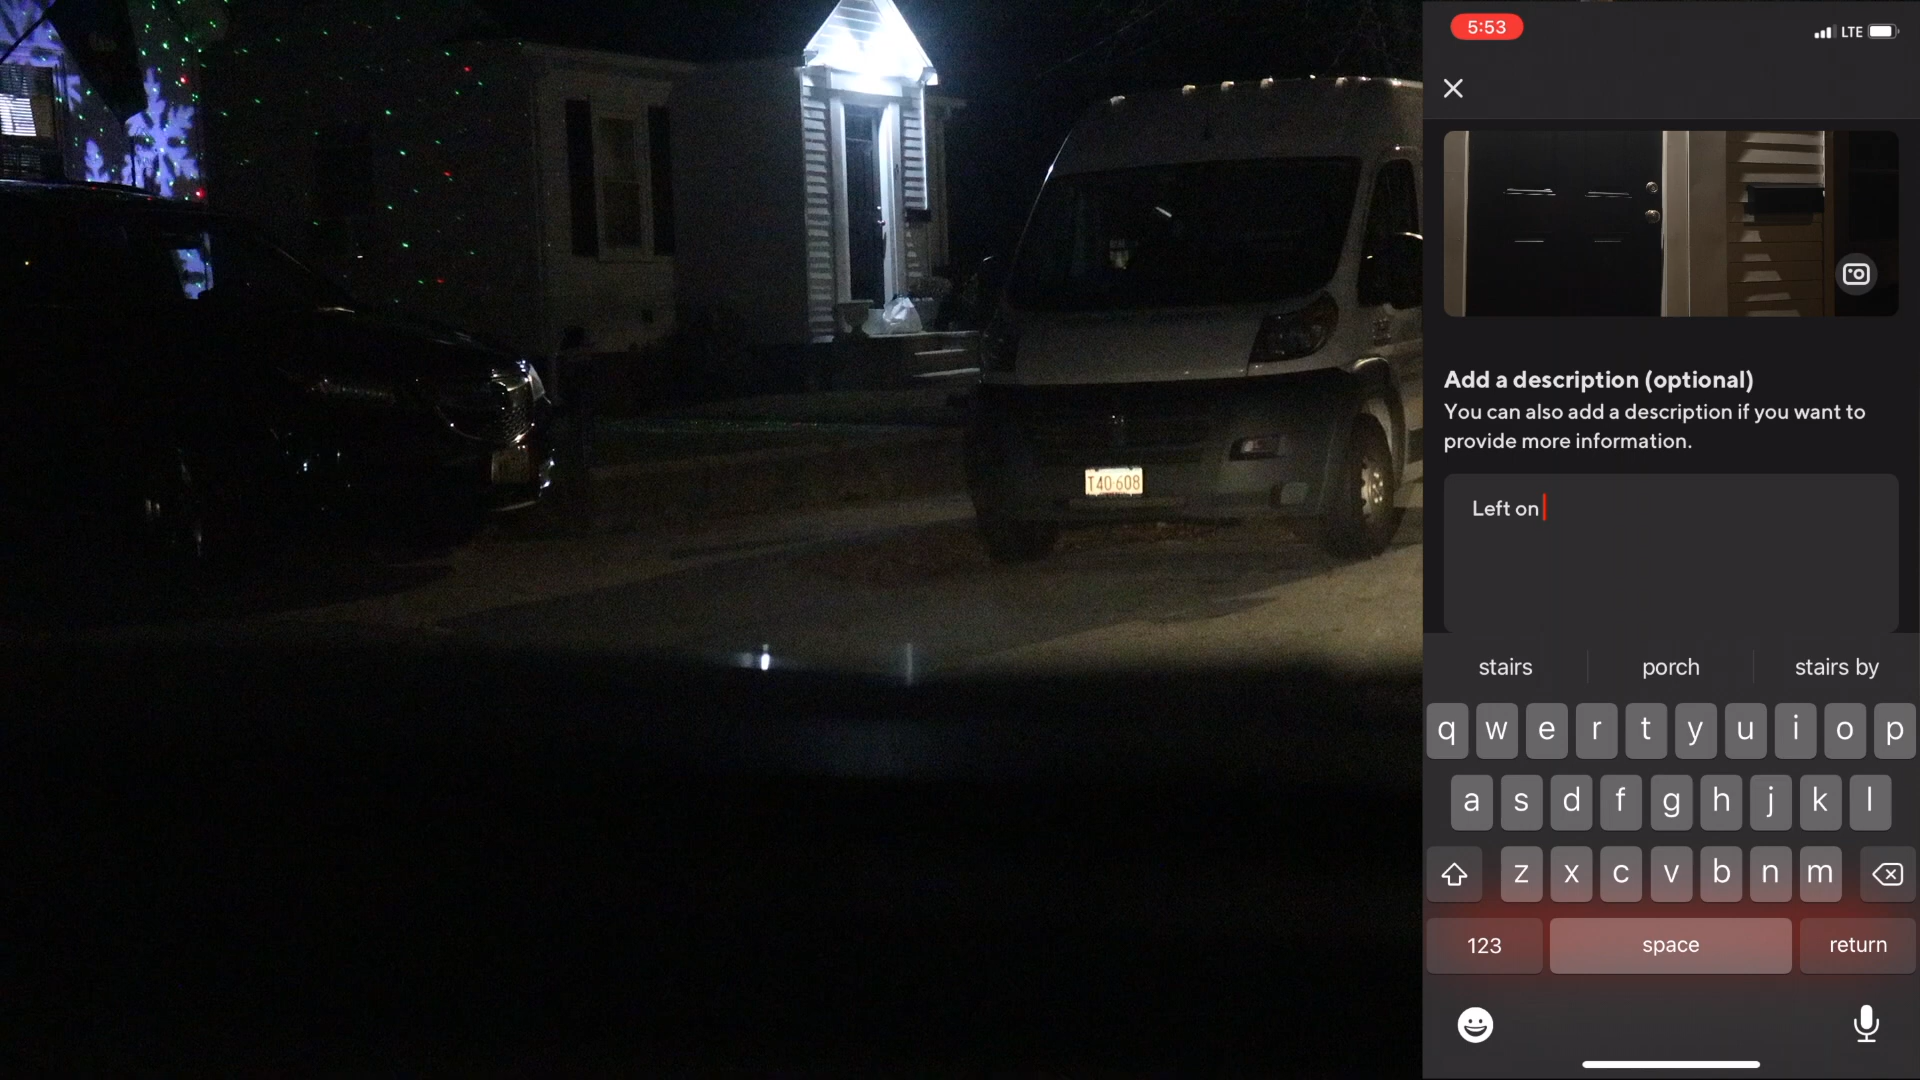 T40 608
5:53
LTE
Add a description (optional)
You can also add a description if you want to
provide more information.
Left on
stairs
porch
stairs by
q w e r t y u i o p
a s d f g h j k l
z x c v b n m
123
space
return